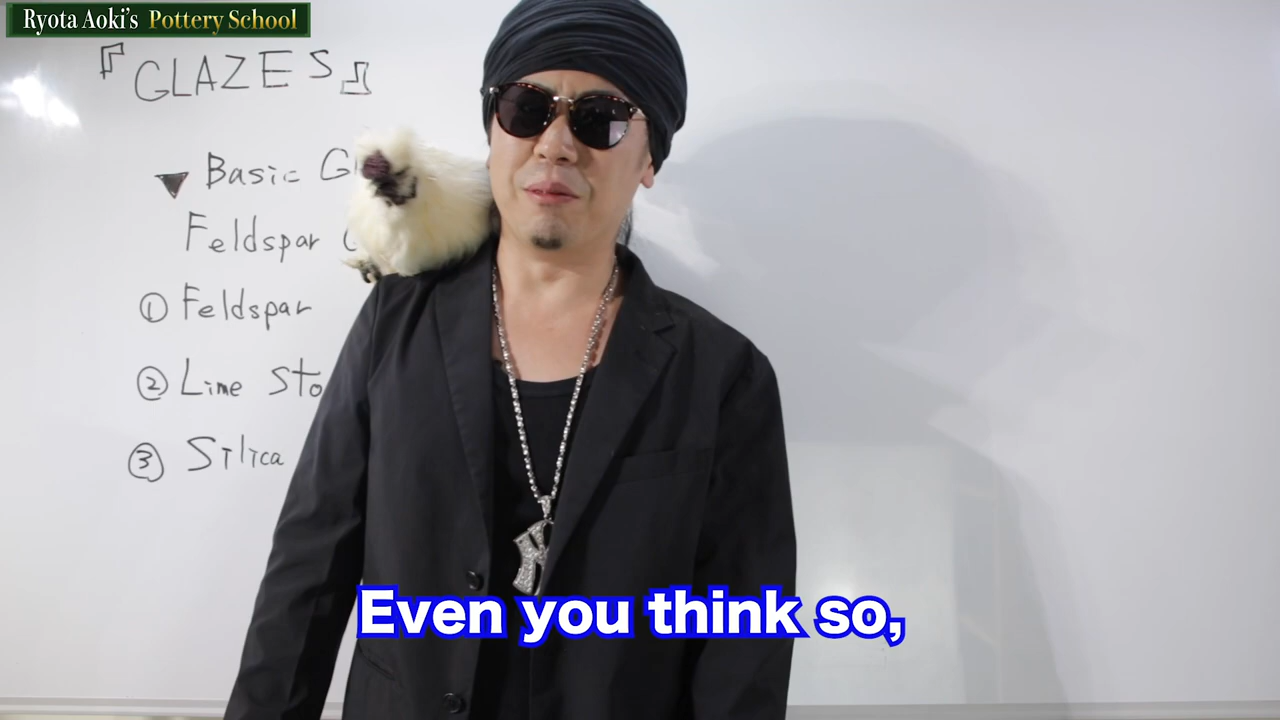 Ryota Aoki's Pottery School
『GLAZES』
▼ Basic
Feldspar
① Feldspar
② Lime
③ Silica
Even you think so,